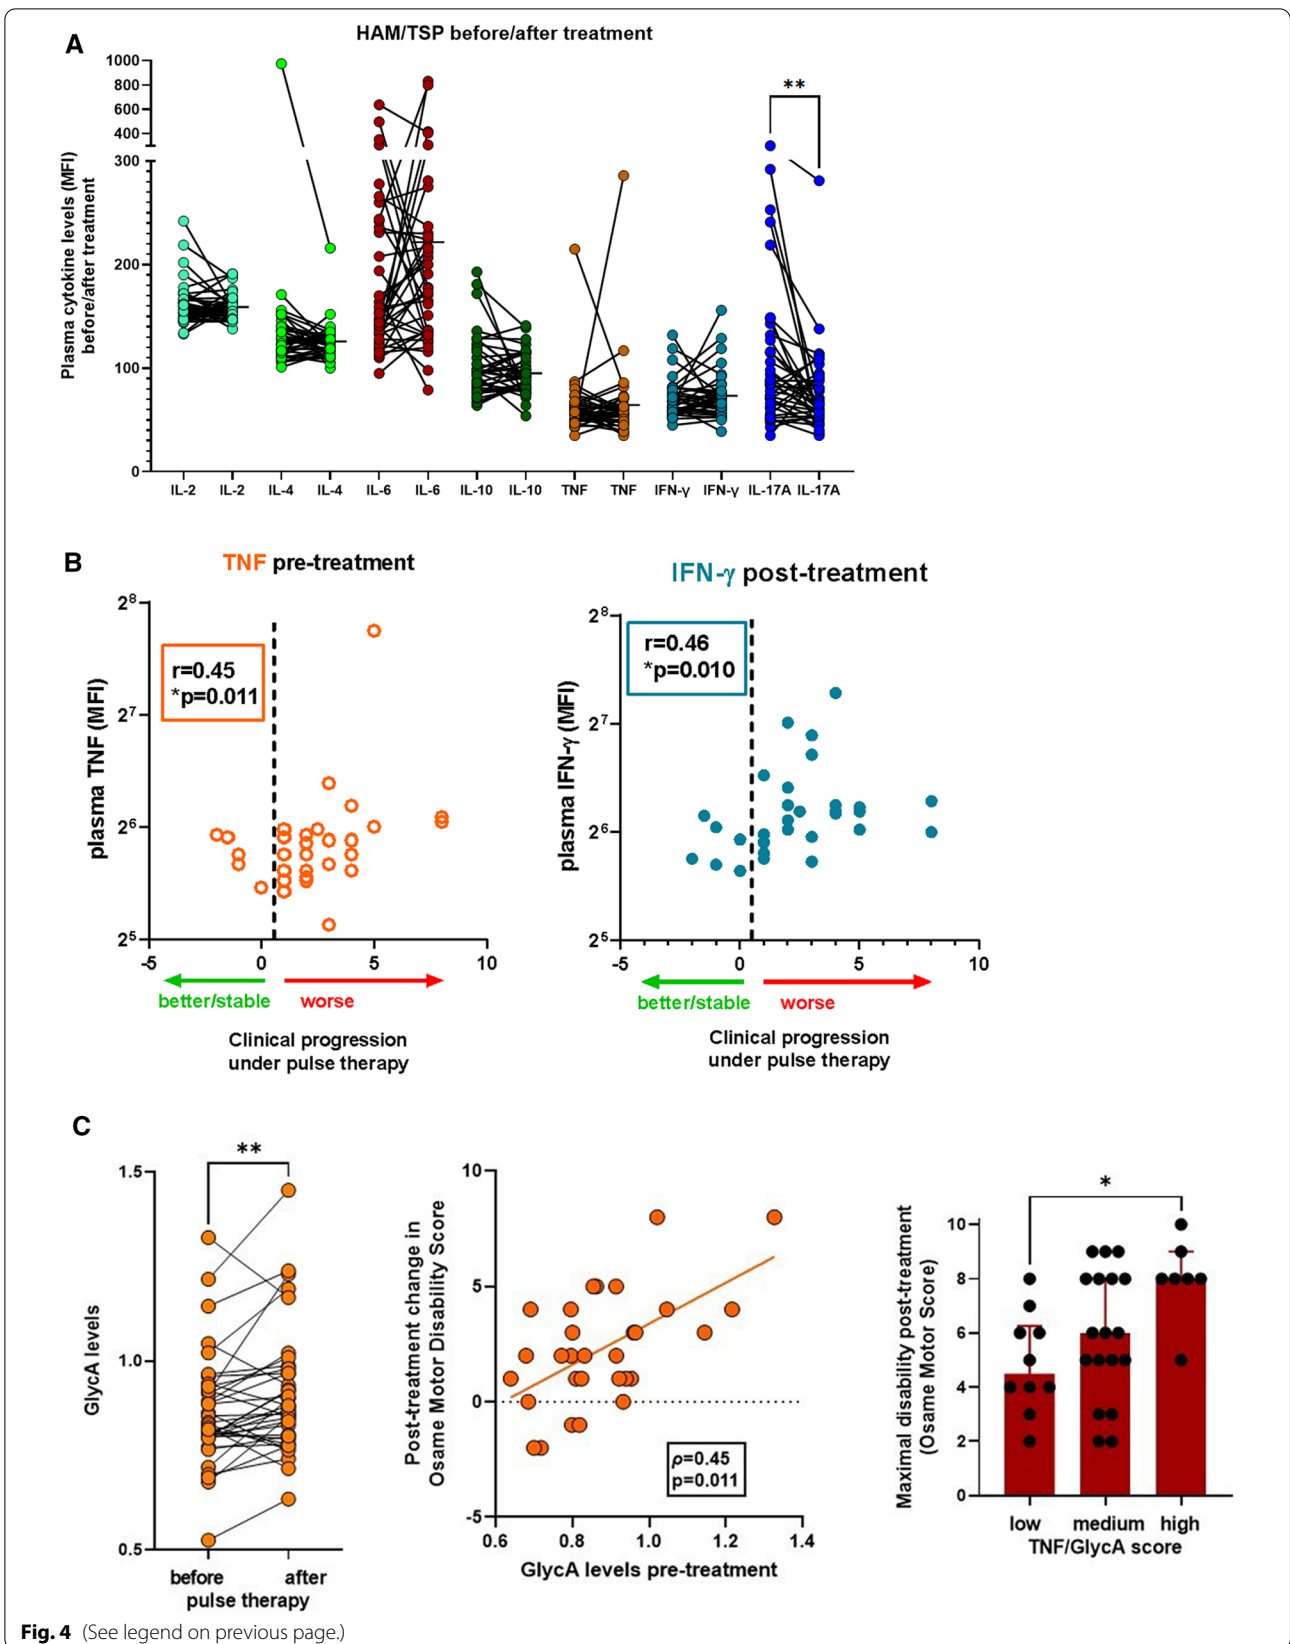 A
HAM/TSP before/after treatment
Plasma cytokine levels (MFI)
before/after treatment
1000
800
600
400
300
200
100
0
**
IL-2 IL-2 IL-4 IL-4 IL-6 IL-6 IL-10 IL-10 TNF TNF IFN-γ IFN-γ IL-17A IL-17A
B
TNF pre-treatment
plasma TNF (MFI)
2⁸
2⁷
2⁶
2⁵
r=0.45
*p=0.011
-5 0 5 10
better/stable worse
Clinical progression
under pulse therapy
IFN-γ post-treatment
plasma IFN-γ (MFI)
2⁸
2⁷
2⁶
2⁵
r=0.46
*p=0.010
-5 0 5 10
better/stable worse
Clinical progression
under pulse therapy
C
GlycA levels
1.5
1.0
0.5
**
before after
pulse therapy
Post-treatment change in
Osame Motor Disability Score
10
5
0
-5
ρ=0.45
p=0.011
0.6 0.8 1.0 1.2 1.4
GlycA levels pre-treatment
Maximal disability post-treatment
(Osame Motor Score)
10
8
6
4
2
0
*
low medium high
TNF/GlycA score
Fig. 4 (See legend on previous page.)